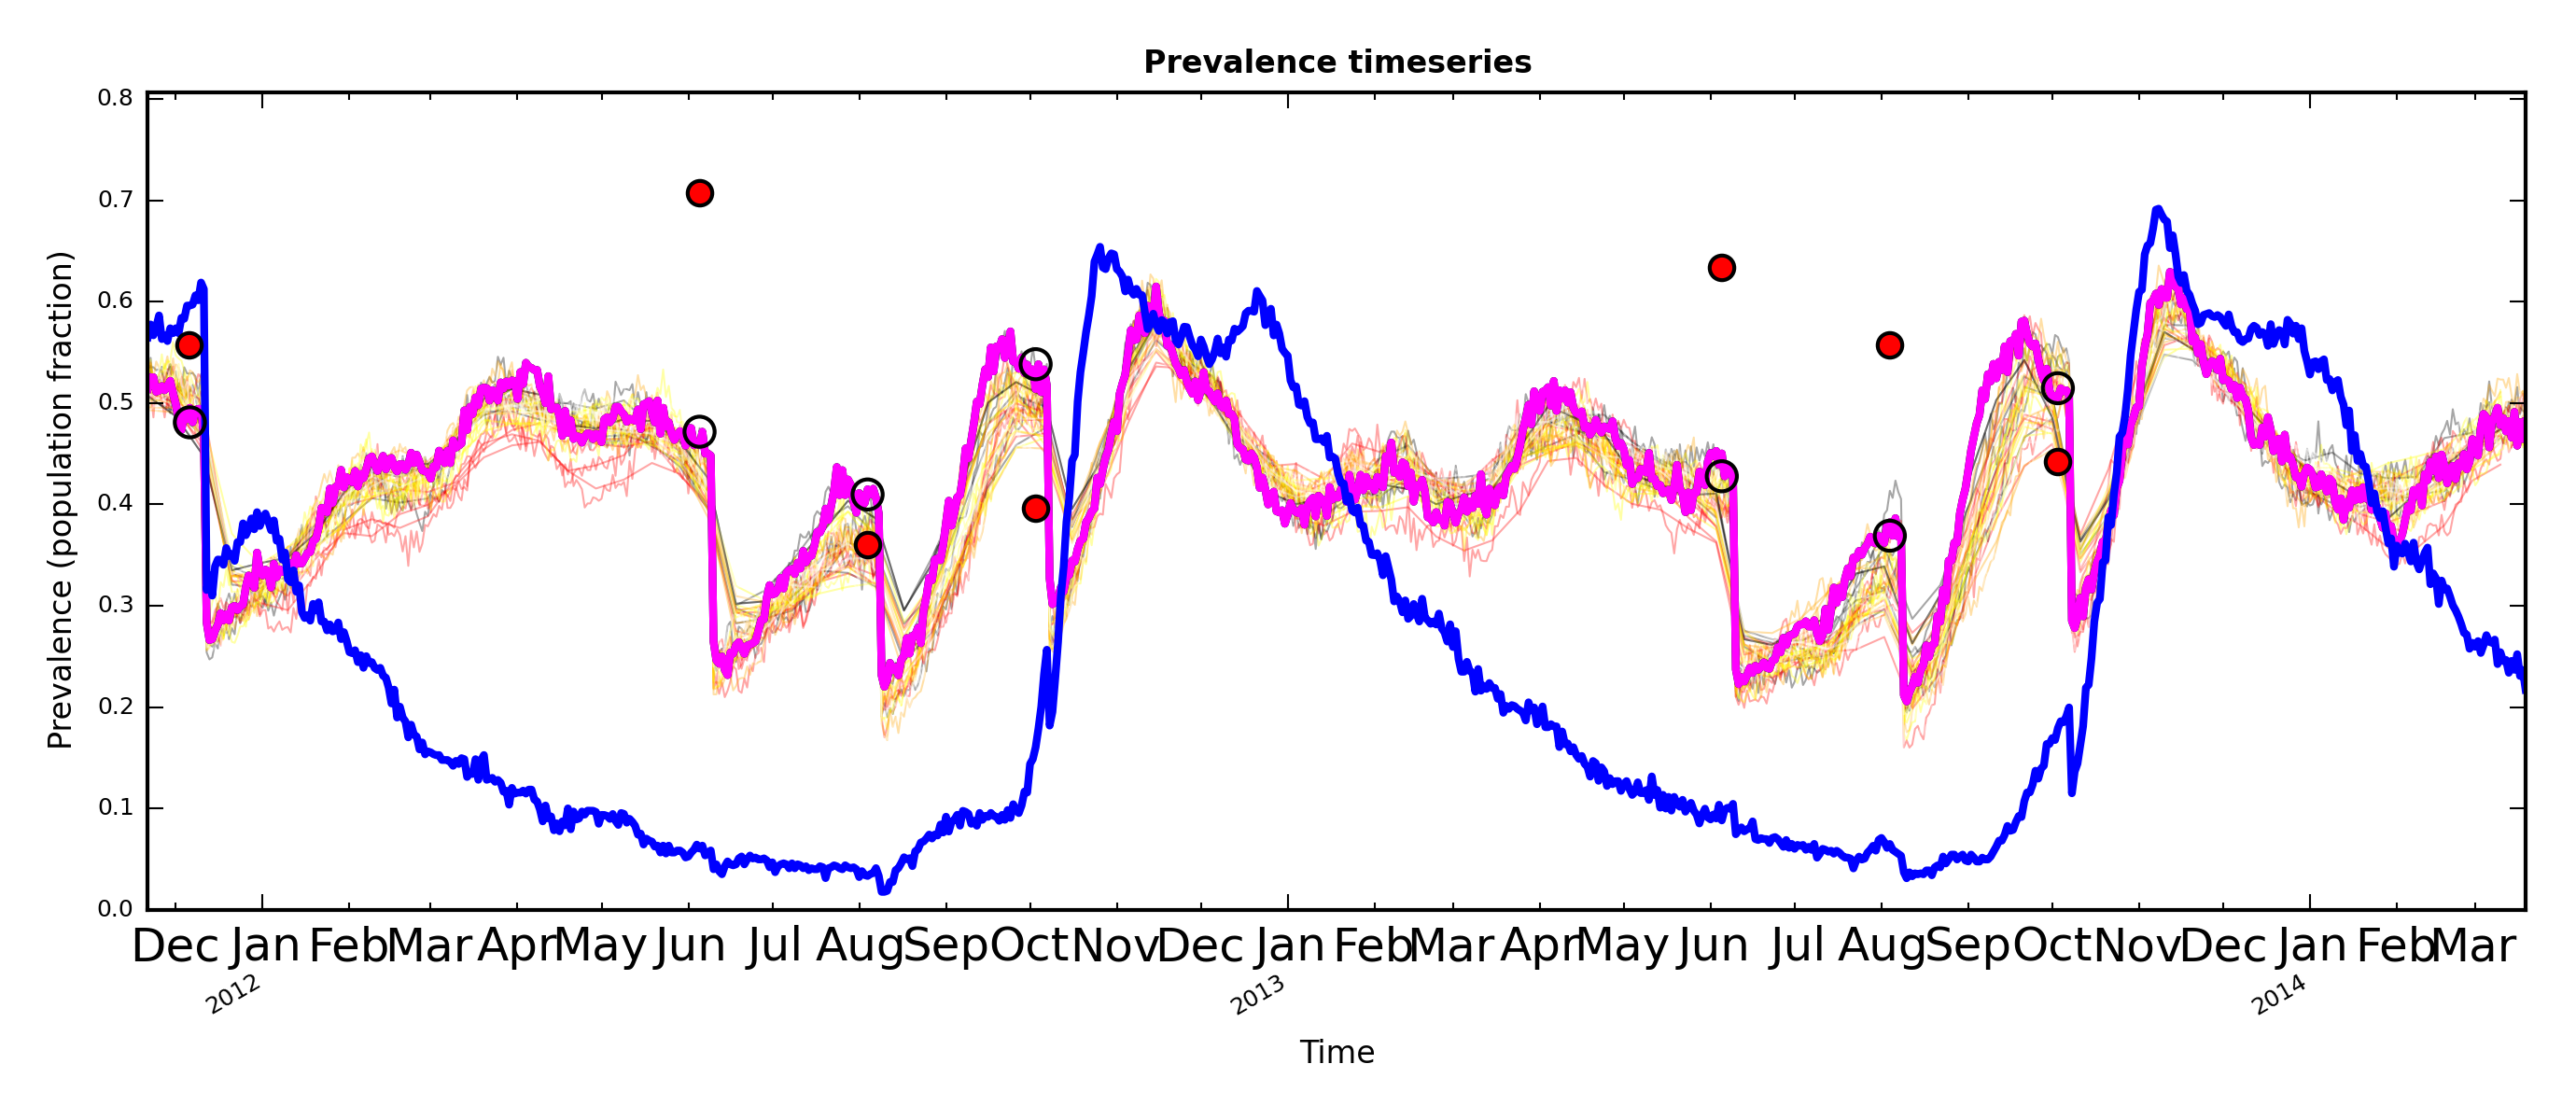 Prevalence timeseries
Prevalence (population fraction)
0.8
0.7
0.6
0.5
0.4
0.3
0.2
0.1
0.0
Dec Jan Feb Mar Apr May Jun Jul Aug Sep Oct Nov Dec Jan Feb Mar Apr May Jun Jul Aug Sep Oct Nov Dec Jan Feb Mar
2012 2013 2014
Time